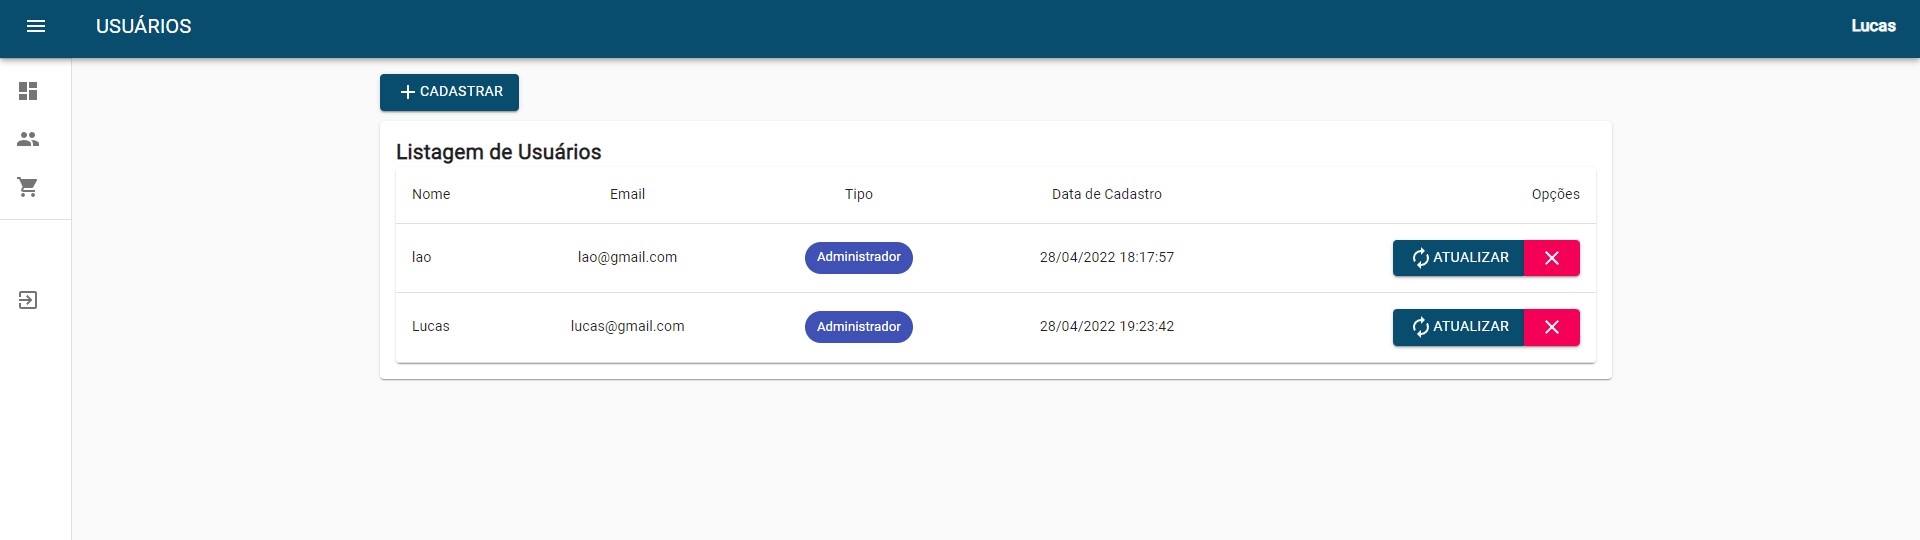 USUÁRIOS Lucas
CADASTRAR
Listagem de Usuários
Nome Email Tipo Data de Cadastro Opções
lao lao@gmail.com Administrador 28/04/2022 18:17:57 ATUALIZAR
Lucas lucas@gmail.com Administrador 28/04/2022 19:23:42 ATUALIZAR